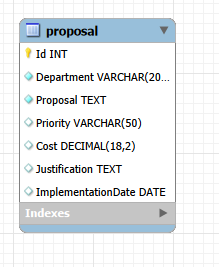 proposal
Id INT
Department VARCHAR(20...
Proposal TEXT
Priority VARCHAR(50)
Cost DECIMAL(18,2)
Justification TEXT
ImplementationDate DATE
Indexes